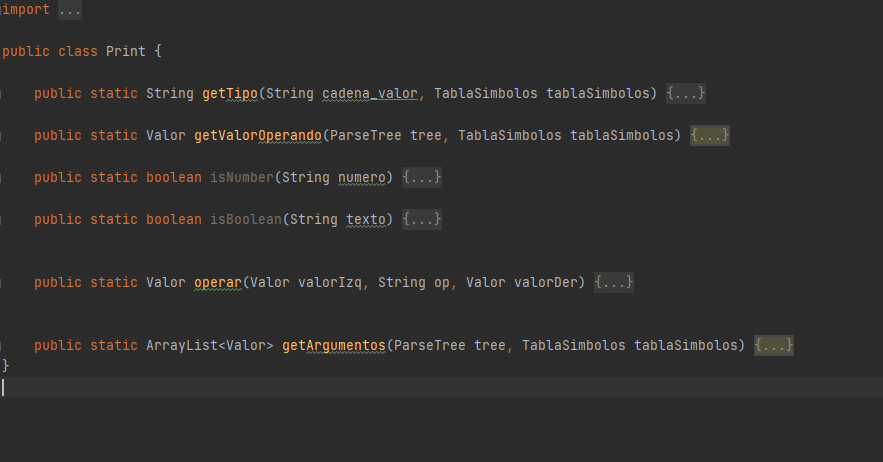 import ...
public class Print {
public static String getTipo(String cadena_valor, TablaSimbolos tablaSimbolos) {...}
public static Valor getValorOperando(ParseTree tree, TablaSimbolos tablaSimbolos) {...}
public static boolean isNumber(String numero) {...}
public static boolean isBoolean(String texto) {...}
public static Valor operar(Valor valorIzq, String op, Valor valorDer) {...}
public static ArrayList<Valor> getArgumentos(ParseTree tree, TablaSimbolos tablaSimbolos) {...}
}